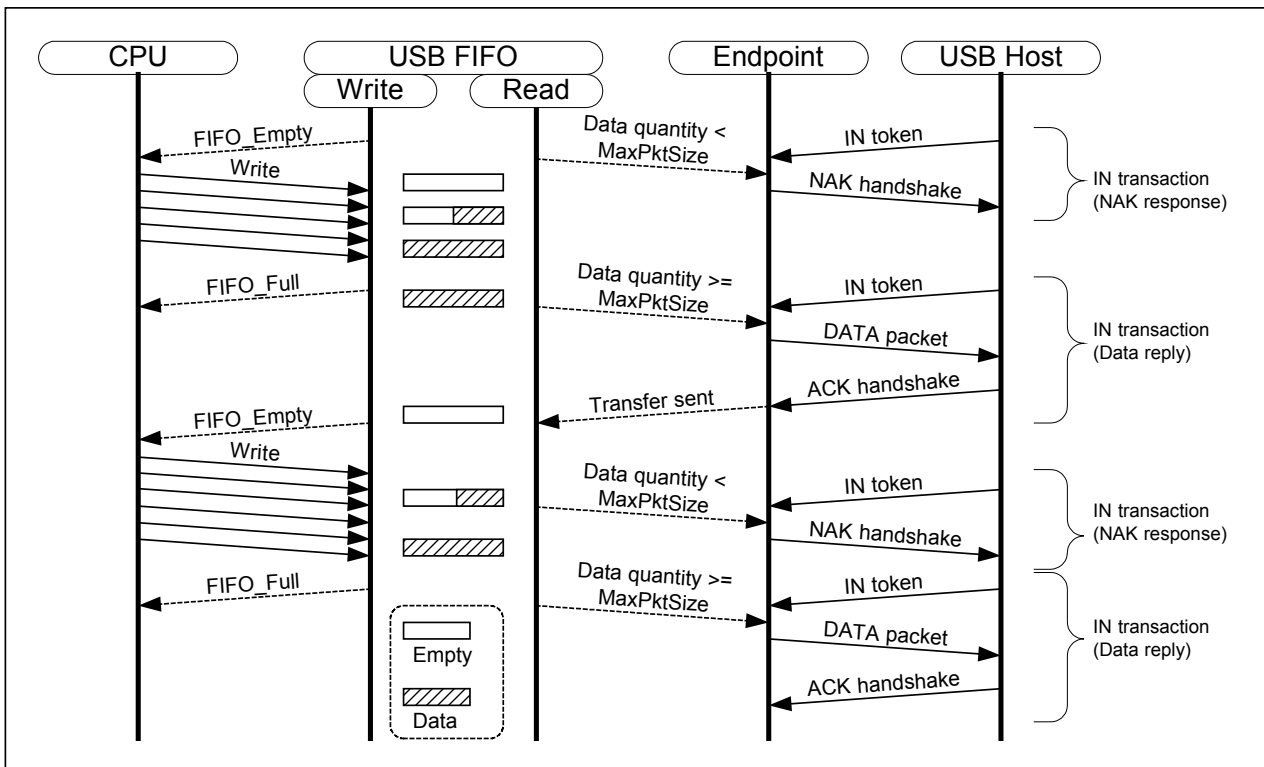 CPU
USB FIFO
Endpoint
USB Host
Write
Read
FIFO_Empty
Data quantity <
MaxPktSize
IN token
Write
NAK handshake
IN transaction
(NAK response)
FIFO_Full
Data quantity >=
MaxPktSize
IN token
DATA packet
IN transaction
(Data reply)
ACK handshake
Transfer sent
FIFO_Empty
Write
Data quantity <
MaxPktSize
IN token
NAK handshake
IN transaction
(NAK response)
FIFO_Full
Data quantity >=
MaxPktSize
IN token
DATA packet
IN transaction
(Data reply)
ACK handshake
Empty
Data